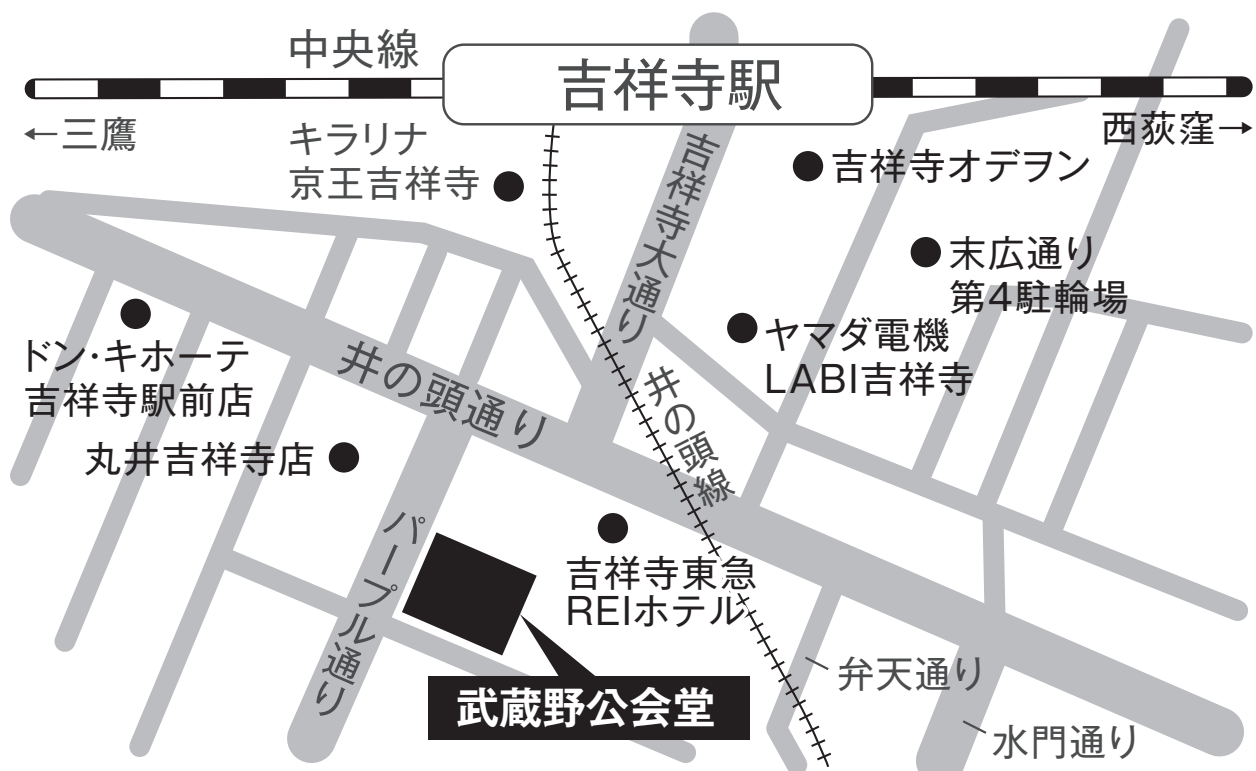 中央線
吉祥寺駅
←三鷹
西荻窪→
キラリナ
京王吉祥寺
吉祥寺大通り
吉祥寺オデヲン
末広通り
第4駐輪場
ヤマダ電機
LABI吉祥寺
ドン・キホーテ
吉祥寺駅前店
井の頭通り
井の頭線
丸井吉祥寺店
パープル通り
吉祥寺東急
REIホテル
武蔵野公会堂
弁天通り
水門通り